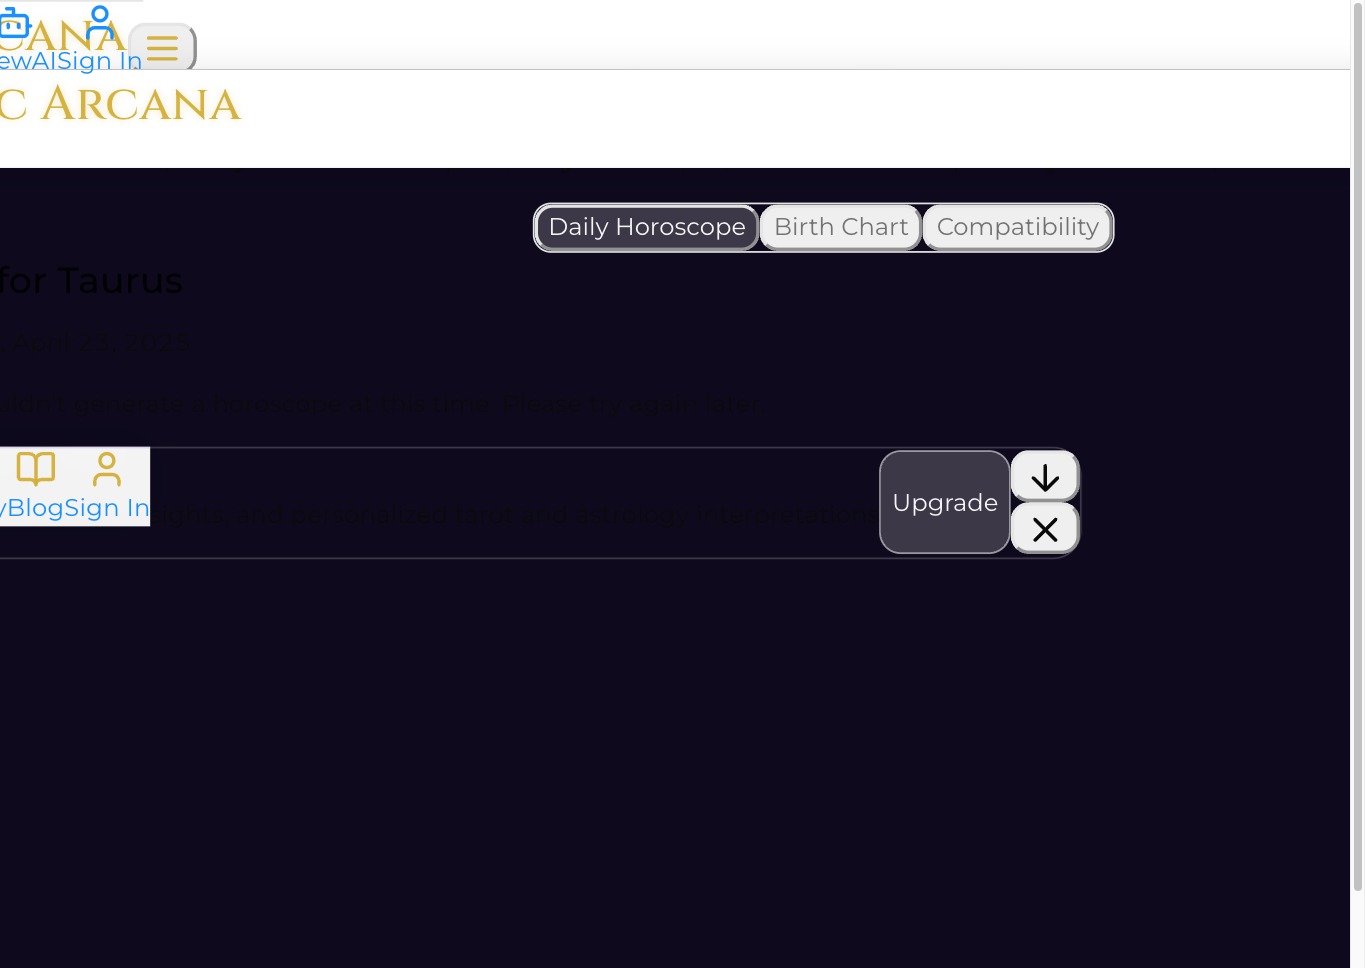 CANA
ewAISign In
C ARCANA
Daily Horoscope Birth Chart Compatibility
for Taurus
April 23, 2025
uldn't generate a horoscope at this time. Please try again later.
yBlogSign In
sights, and personalized tarot and astrology interpretations
Upgrade